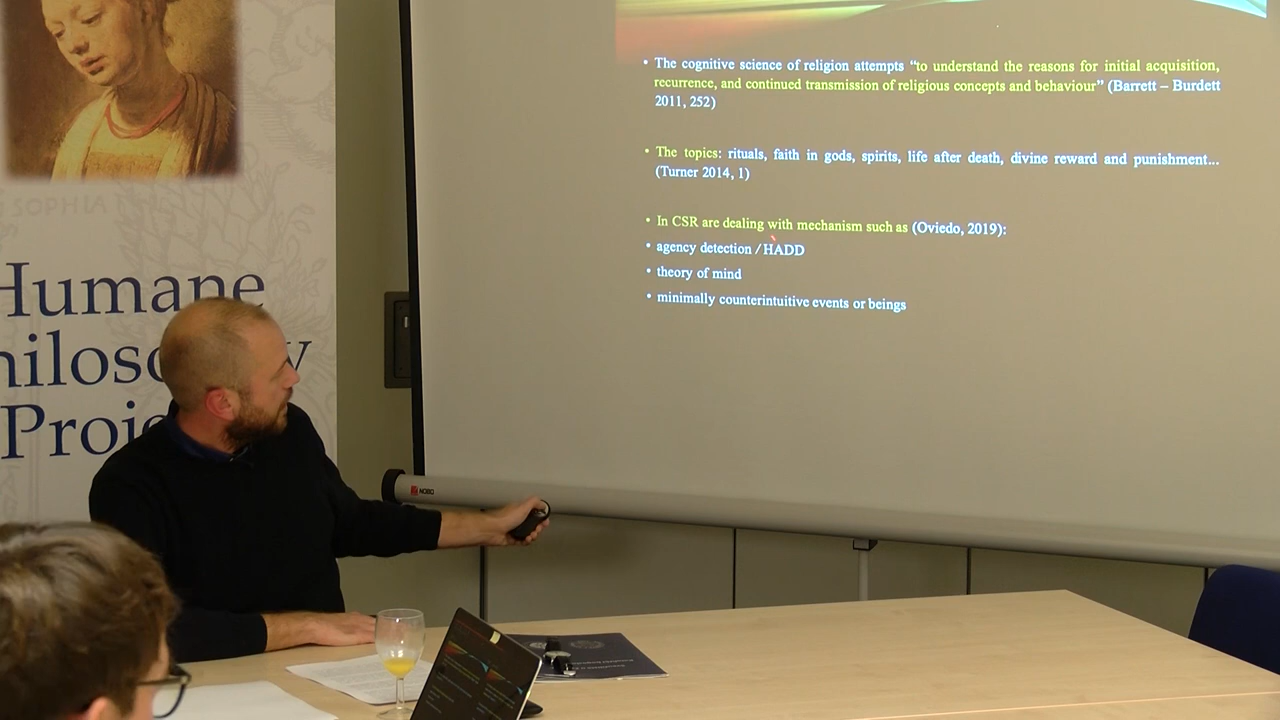 • The cognitive science of religion attempts “to understand the reasons for initial acquisition,
recurrence, and continued transmission of religious concepts and behaviour” (Barrett – Burdett
2011, 252)
• The topics: rituals, faith in gods, spirits, life after death, divine reward and punishment...
(Turner 2014, 1)
• In CSR are dealing with mechanism such as (Oviedo, 2019):
• agency detection / HADD
• theory of mind
• minimally counterintuitive events or beings
SOPHIA
Humane
hilosophy
Proje
NOBO